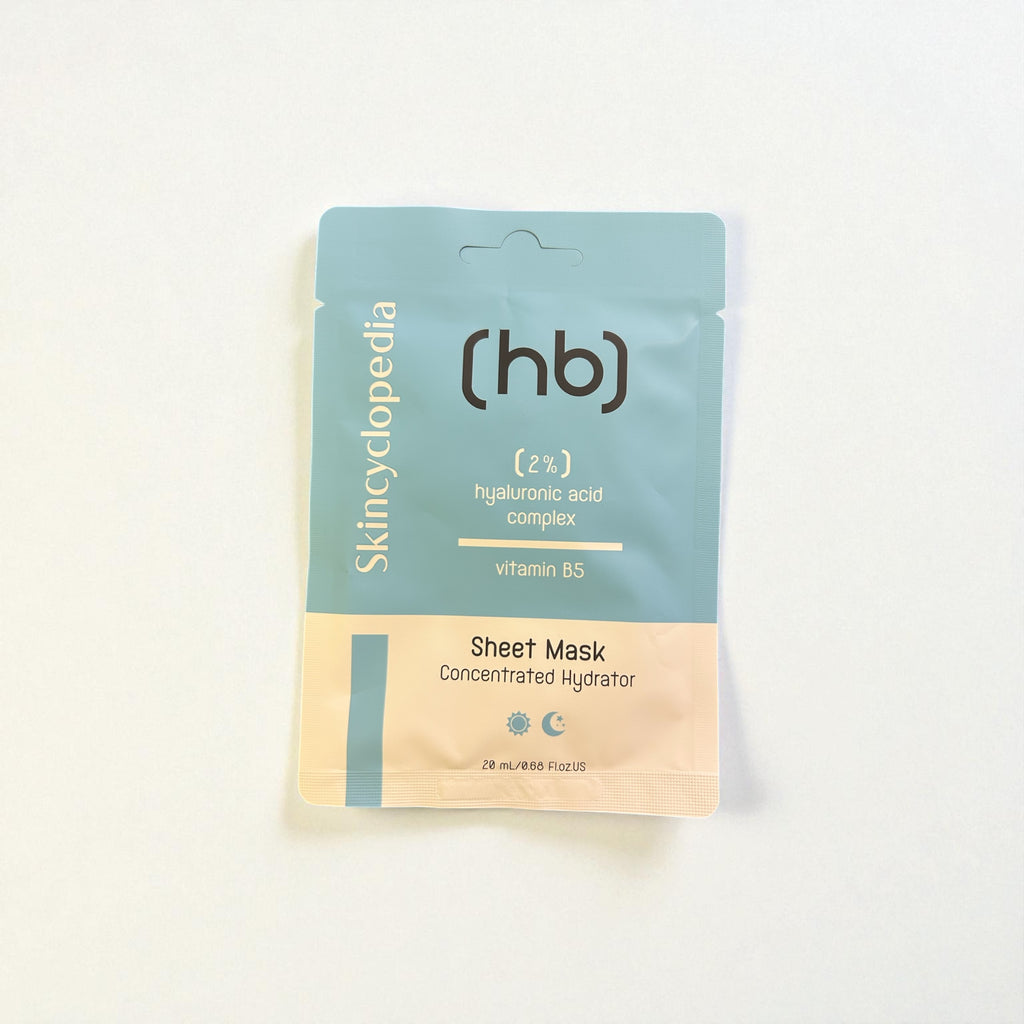 Skincyclopedia
(hb)
(2%)
hyaluronic acid
complex
vitamin B5
Sheet Mask
Concentrated Hydrator
20 mL/0.68 Fl.oz.US